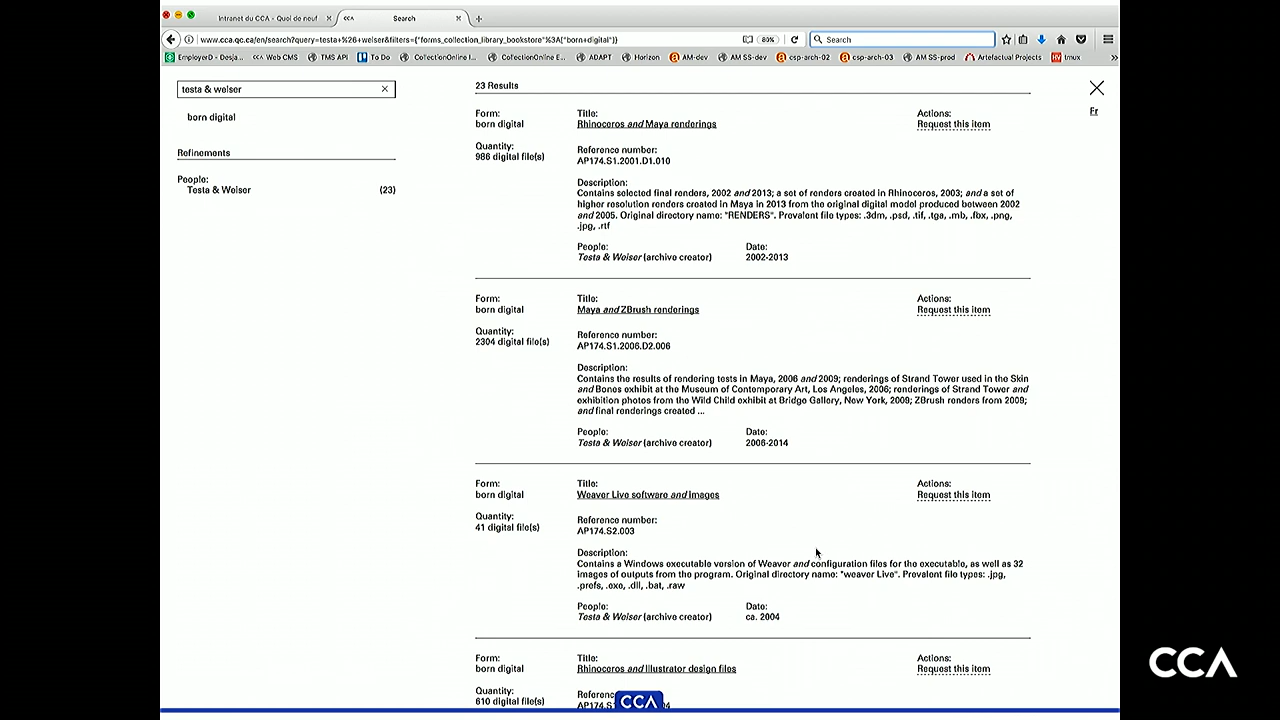 Intranet du CCA - Quoi de neuf
CCA Search
www.cca.qc.ca/en/search?query=testa+%26+weiser&filters={"forms_collection_library_bookstore"%3A["born+digital"]}
80%
Search
EmployerD - Desja...
CCA Web CMS
TMS API
To Do
CollectionOnline I...
CollectionOnline E...
ADAPT
Horizon
AM-dev
AM SS-dev
csp-arch-02
csp-arch-03
AM SS-prod
Artefactual Projects
tmux
testa & weiser
born digital
Refinements
People:
Testa & Weiser (23)
23 Results
Fr
Form:
born digital
Quantity:
986 digital file(s)
Title:
Rhinoceros and Maya renderings
Reference number:
AP174.S1.2001.D1.010
Description:
Contains selected final renders, 2002 and 2013; a set of renders created in Rhinoceros, 2003; and a set of
higher resolution renders created in Maya in 2013 from the original digital model produced between 2002
and 2005. Original directory name: "RENDERS". Prevalent file types: .3dm, .psd, .tif, .tga, .mb, .fbx, .png,
.jpg, .rtf
People:
Testa & Weiser (archive creator)
Date:
2002-2013
Actions:
Request this item
Form:
born digital
Quantity:
2304 digital file(s)
Title:
Maya and ZBrush renderings
Reference number:
AP174.S1.2006.D2.006
Description:
Contains the results of rendering tests in Maya, 2006 and 2009; renderings of Strand Tower used in the Skin
and Bones exhibit at the Museum of Contemporary Art, Los Angeles, 2006; renderings of Strand Tower and
exhibition photos from the Wild Child exhibit at Bridge Gallery, New York, 2009; ZBrush renders from 2009;
and final renderings created ...
People:
Testa & Weiser (archive creator)
Date:
2006-2014
Actions:
Request this item
Form:
born digital
Quantity:
41 digital file(s)
Title:
Weaver Live software and images
Reference number:
AP174.S2.003
Description:
Contains a Windows executable version of Weaver and configuration files for the executable, as well as 32
images of outputs from the program. Original directory name: "weaver Live". Prevalent file types: .jpg,
.prefs, .exe, .dll, .bat, .raw
People:
Testa & Weiser (archive creator)
Date:
ca. 2004
Actions:
Request this item
Form:
born digital
Quantity:
610 digital file(s)
Title:
Rhinoceros and Illustrator design files
Actions:
Request this item
CCA
CCA